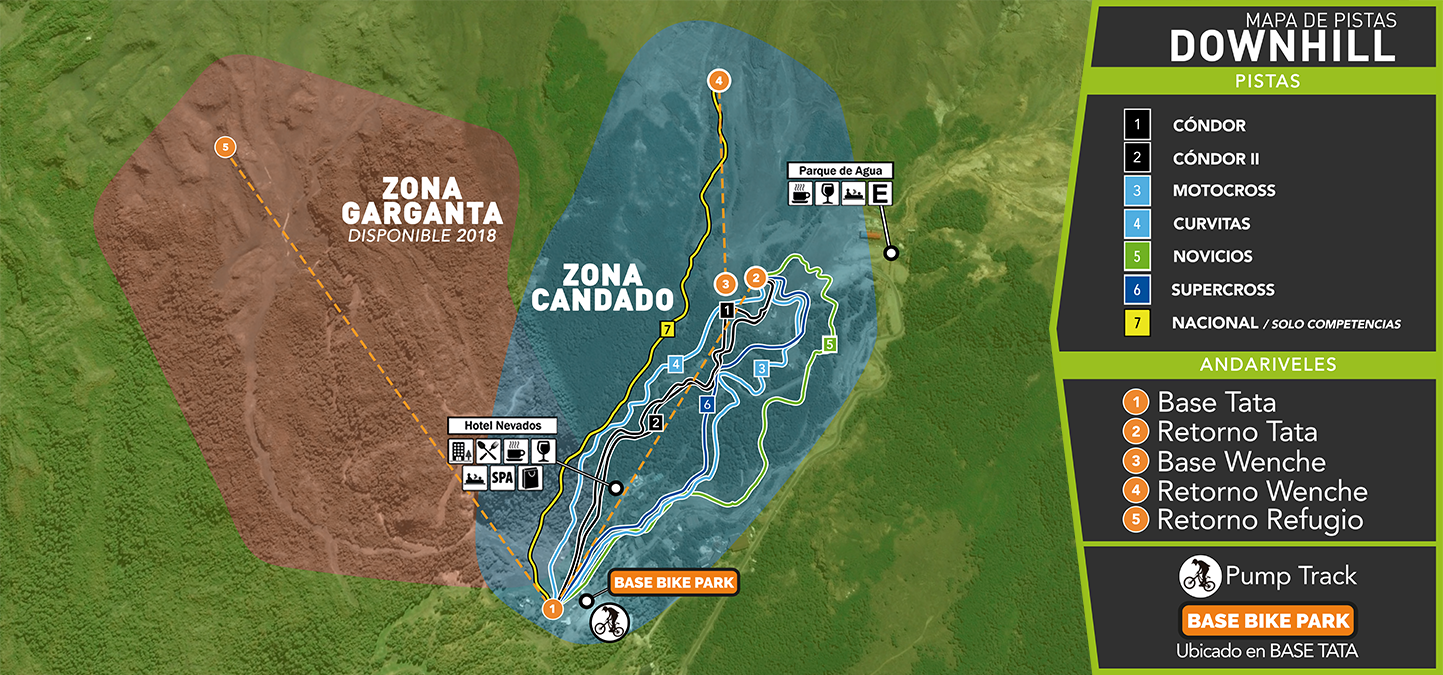 MAPA DE PISTAS
DOWNHILL
PISTAS
1 CÓNDOR
2 CÓNDOR II
3 MOTOCROSS
4 CURVITAS
5 NOVICIOS
6 SUPERCROSS
7 NACIONAL / SOLO COMPETENCIAS
ANDARIVELES
1 Base Tata
2 Retorno Tata
3 Base Wenche
4 Retorno Wenche
5 Retorno Refugio
Pump Track
BASE BIKE PARK
Ubicado en BASE TATA
4
5
ZONA
GARGANTA
DISPONIBLE 2018
Parque de Agua
E
ZONA
CANDADO
3
2
1
7
5
4
3
6
2
Hotel Nevados
SPA
BASE BIKE PARK
1